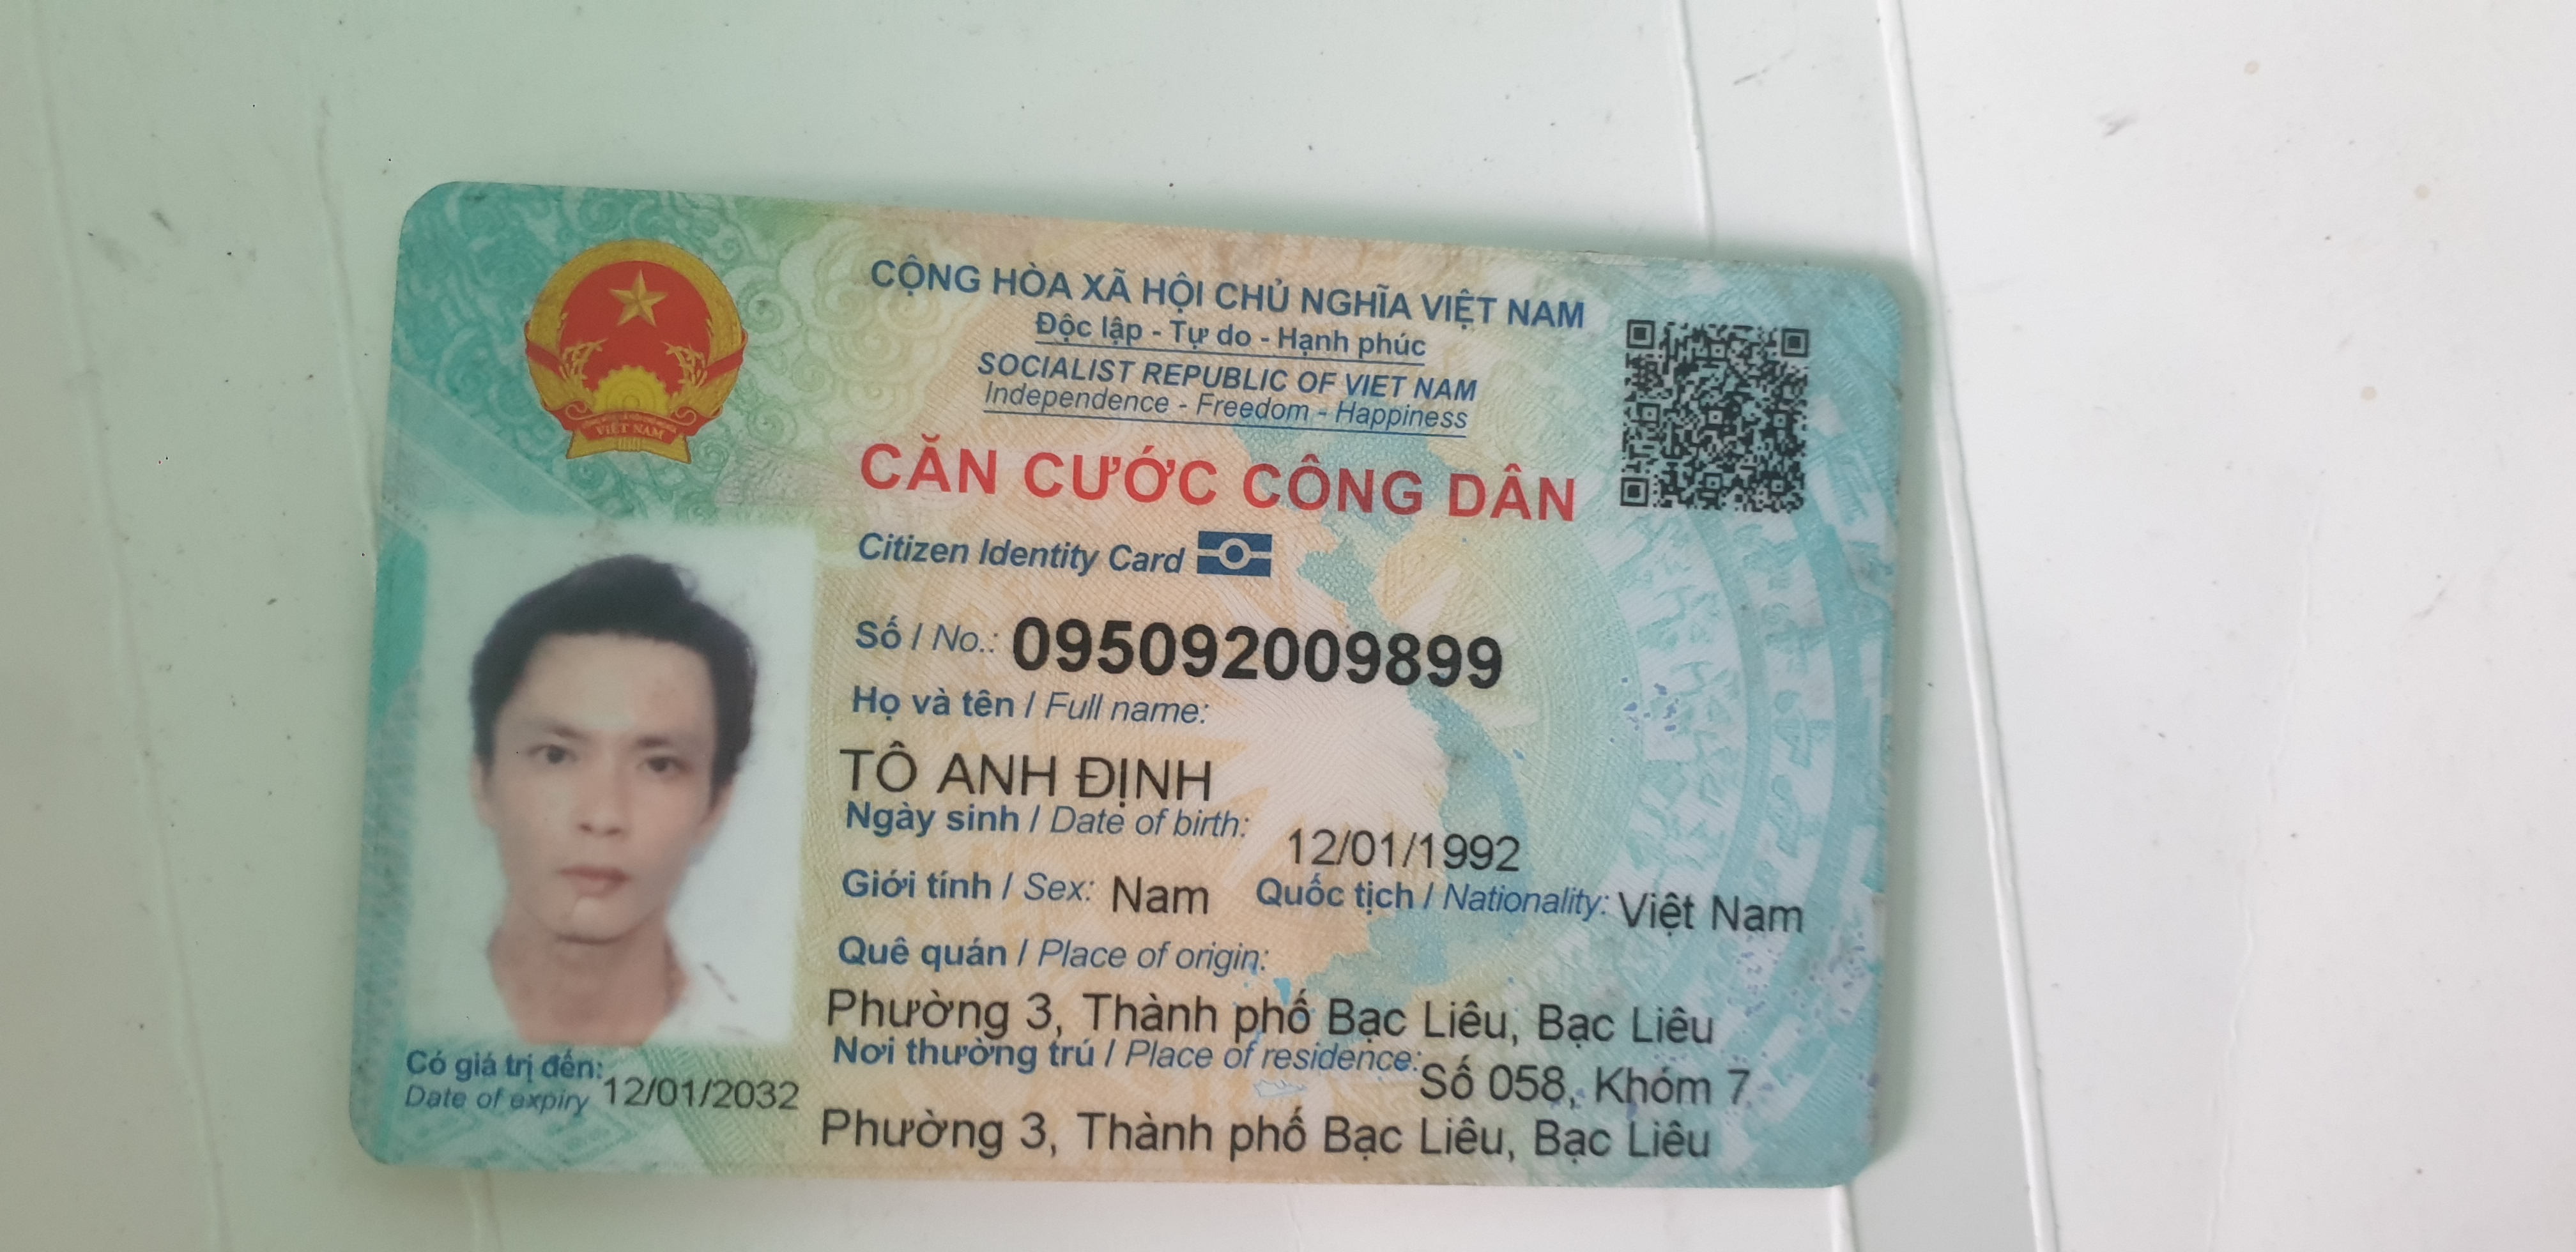 CỘNG HÒA XÃ HỘI CHỦ NGHĨA VIỆT NAM
Độc lập - Tự do - Hạnh phúc
SOCIALIST REPUBLIC OF VIET NAM
Independence - Freedom - Happiness
CĂN CƯỚC CÔNG DÂN
Citizen Identity Card
VIỆT NAM
Số / No.: 095092009899
Họ và tên / Full name:
TÔ ANH ĐỊNH
Ngày sinh / Date of birth: 12/01/1992
Giới tính / Sex: Nam Quốc tịch / Nationality: Việt Nam
Quê quán / Place of origin:
Phường 3, Thành phố Bạc Liêu, Bạc Liêu
Nơi thường trú / Place of residence: Số 058, Khóm 7
Phường 3, Thành phố Bạc Liêu, Bạc Liêu
Có giá trị đến: 12/01/2032
Date of expiry